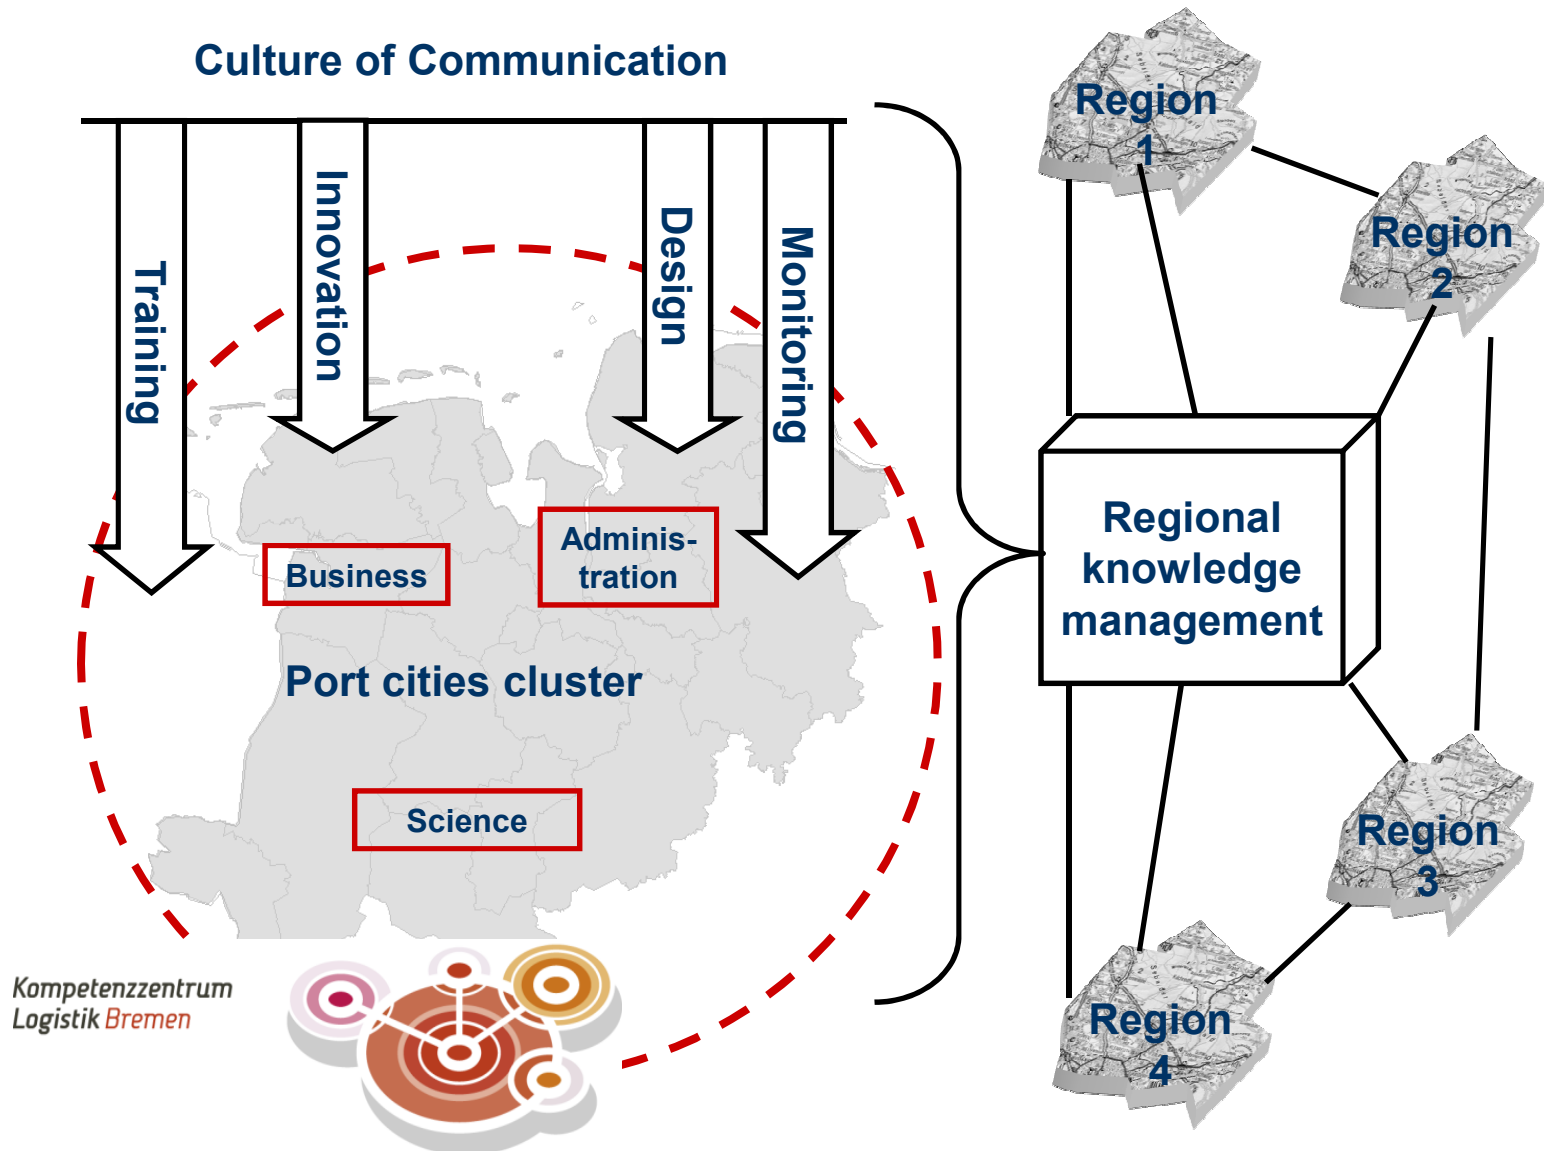 Culture of Communication
Training
Innovation
Design
Monitoring
Business
Adminis-
tration
Port cities cluster
Science
Kompetenzzentrum
Logistik Bremen
Regional
knowledge
management
Region
1
Region
2
Region
3
Region
4